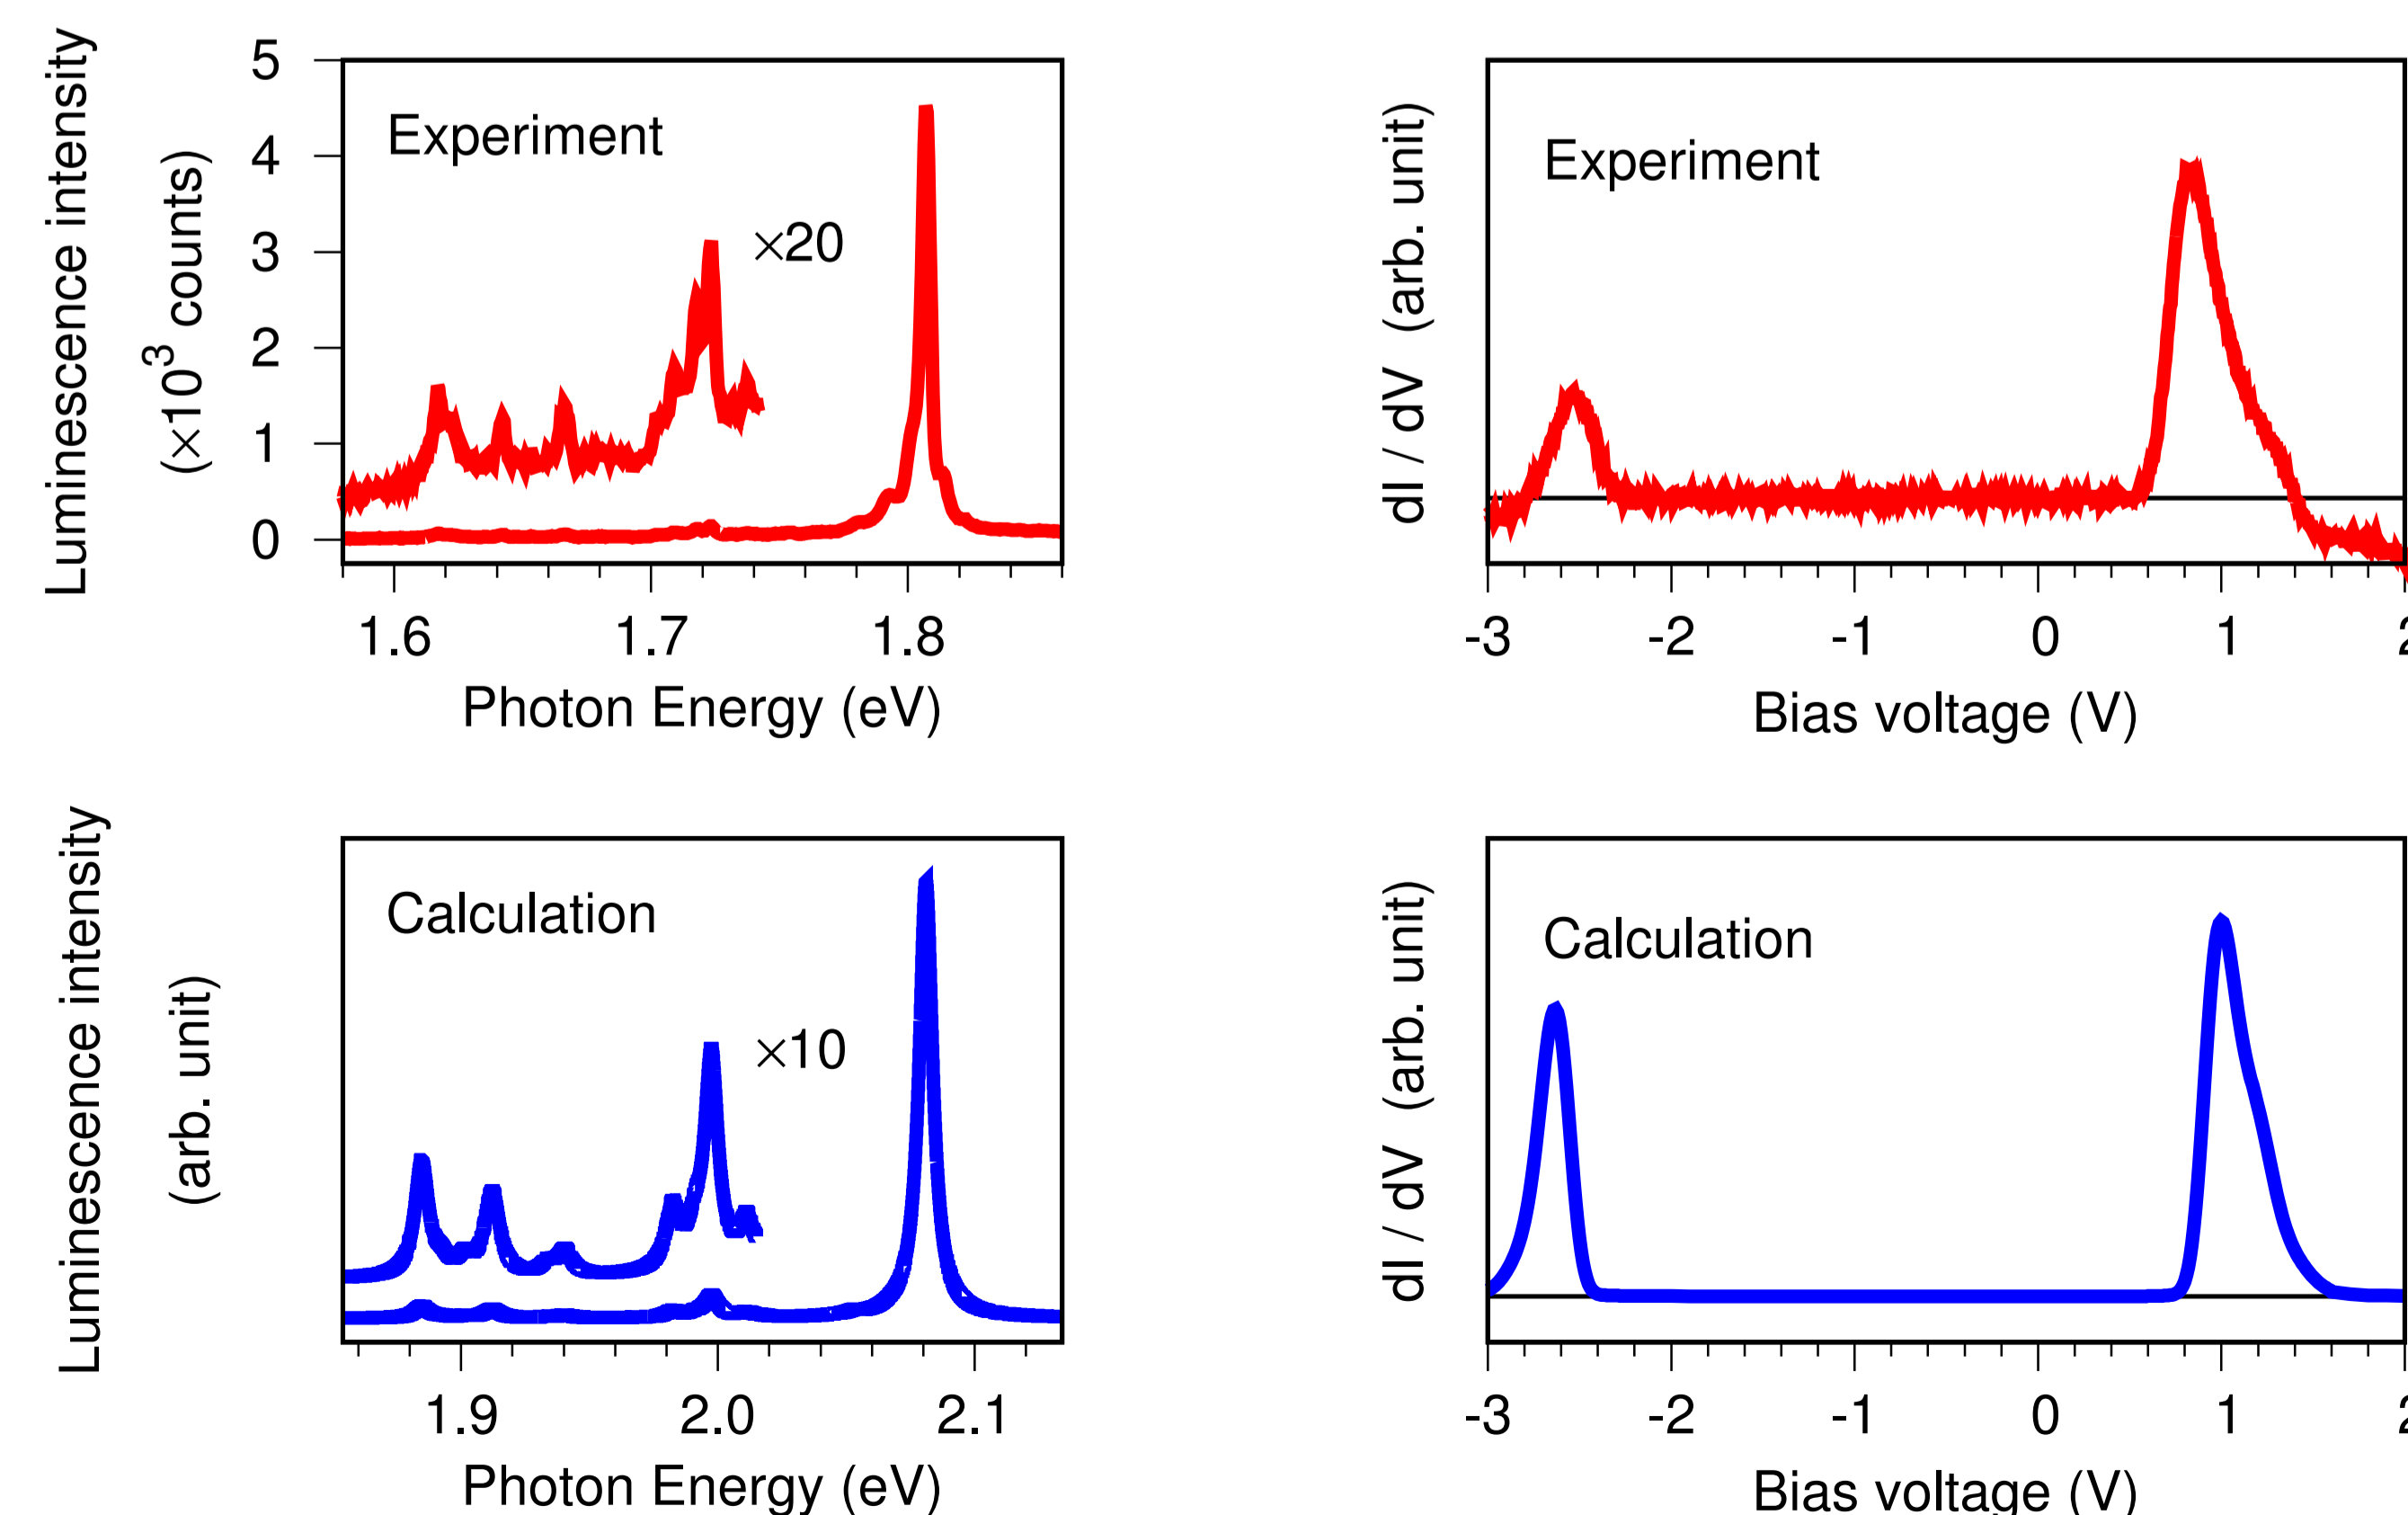 Luminescence intensity
(×10³ counts)
5
4
3
2
1
0
Experiment
×20
1.6 1.7 1.8
Photon Energy (eV)
dI / dV (arb. unit)
Experiment
-3 -2 -1 0 1 2
Bias voltage (V)
Luminescence intensity
(arb. unit)
Calculation
×10
1.9 2.0 2.1
Photon Energy (eV)
dI / dV (arb. unit)
Calculation
-3 -2 -1 0 1 2
Bias voltage (V)